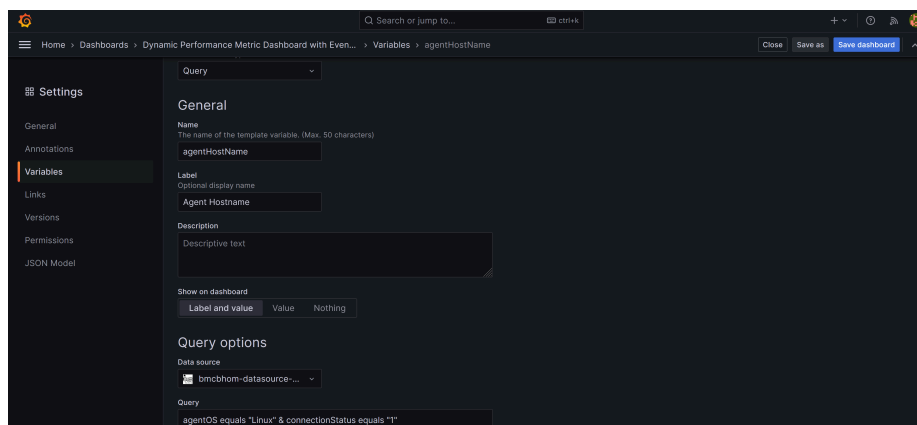 Search or jump to...
ctrl+k
Home › Dashboards › Dynamic Performance Metric Dashboard with Even... › Variables › agentHostName
Close
Save as
Save dashboard
Query
Settings
General
Annotations
Variables
Links
Versions
Permissions
JSON Model
General
Name
The name of the template variable. (Max. 50 characters)
agentHostName
Label
Optional display name
Agent Hostname
Description
Descriptive text
Show on dashboard
Label and value
Value
Nothing
Query options
Data source
bmcbhom-datasource-...
Query
agentOS equals "Linux" & connectionStatus equals "1"